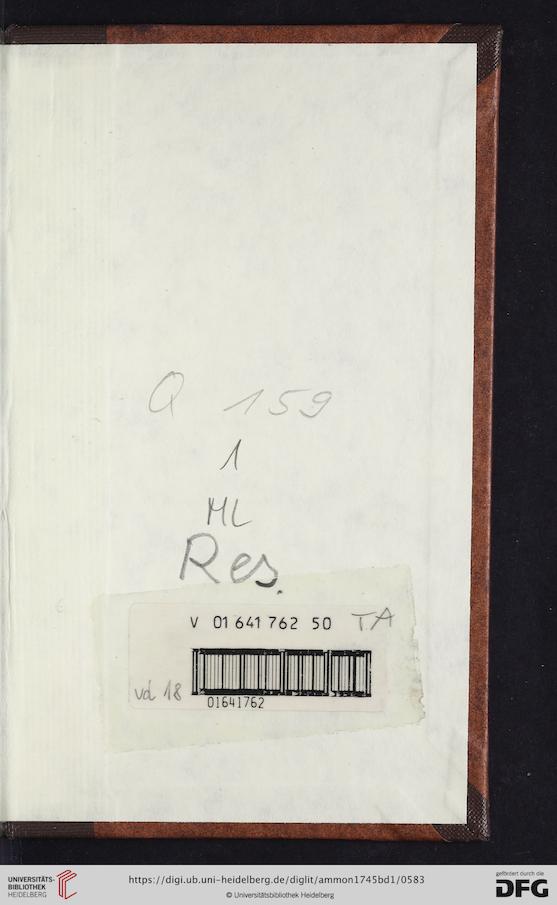 Q 159
1
ML
Res.
V 01 641 762 50 TA
vd 18
01641762
UNIVERSITÄTS-
BIBLIOTHEK
HEIDELBERG
https://digi.ub.uni-heidelberg.de/diglit/ammon1745bd1/0583
© Universitätsbibliothek Heidelberg
gefördert durch die
DFG